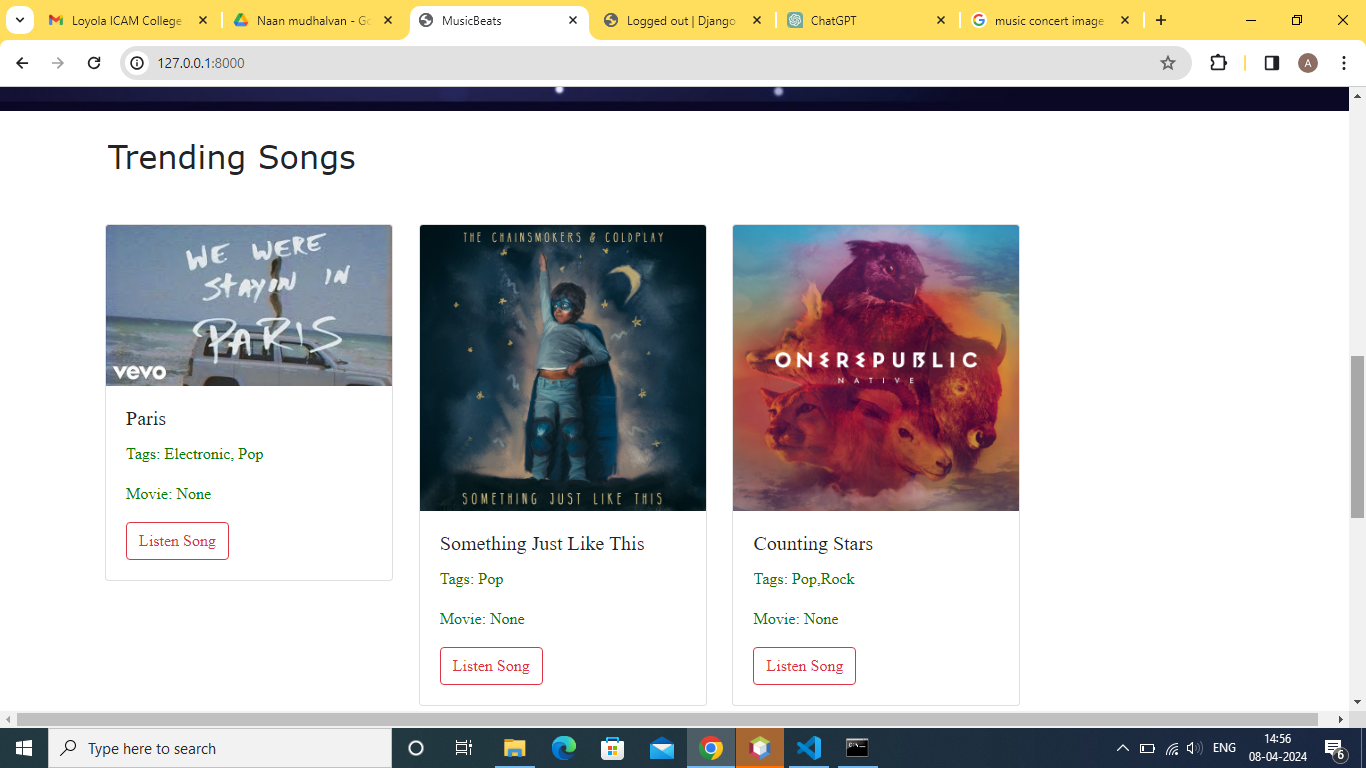 Loyola ICAM College
Naan mudhalvan - Go
MusicBeats
Logged out | Django
ChatGPT
music concert image
127.0.0.1:8000
A
Trending Songs
WE WERE
STAYIN IN
PARIS
vevo
Paris
Tags: Electronic, Pop
Movie: None
Listen Song
THE CHAINSMOKERS & COLDPLAY
SOMETHING JUST LIKE THIS
Something Just Like This
Tags: Pop
Movie: None
Listen Song
ONEREPUBLIC
NATIVE
Counting Stars
Tags: Pop,Rock
Movie: None
Listen Song
Type here to search
ENG
14:56
08-04-2024
6